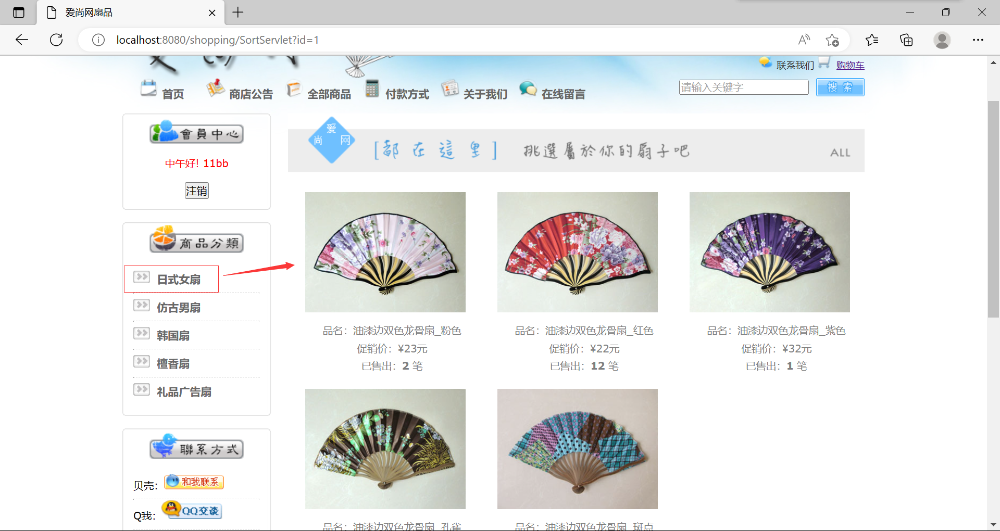 爱尚网扇品
localhost:8080/shopping/SortServlet?id=1
联系我们 购物车
首页 商店公告 全部商品 付款方式 关于我们 在线留言
请输入关键字 搜 索
會員中心
中午好! 11bb
注销
商品分類
日式女扇
仿古男扇
韩国扇
檀香扇
礼品广告扇
聯系方式
贝壳: 和我联系
Q我: QQ交谈
爱
尚 网
[都在這里] 挑選屬於你的扇子吧 ALL
品名：油漆边双色龙骨扇_粉色
促销价：¥23元
已售出：2 笔
品名：油漆边双色龙骨扇_红色
促销价：¥22元
已售出：12 笔
品名：油漆边双色龙骨扇_紫色
促销价：¥32元
已售出：1 笔
品名：油漆边双色龙骨扇_孔雀
品名：油漆边双色龙骨扇_斑点